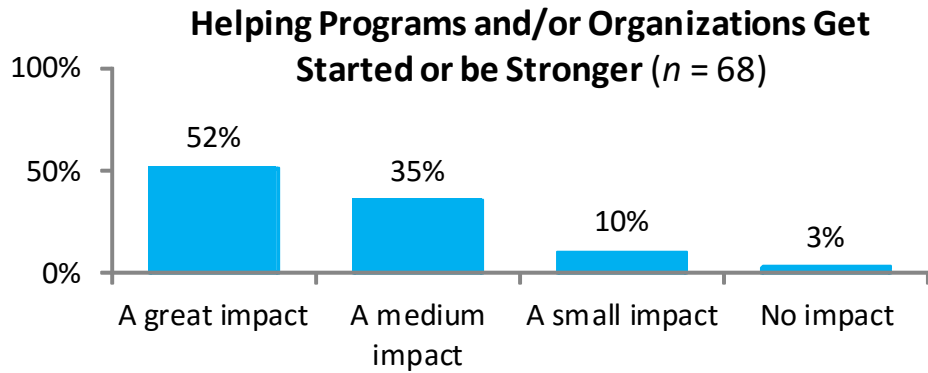 Helping Programs and/or Organizations Get
Started or be Stronger (n = 68)
100%
50%
0%
52%
35%
10%
3%
A great impact
A medium
impact
A small impact
No impact